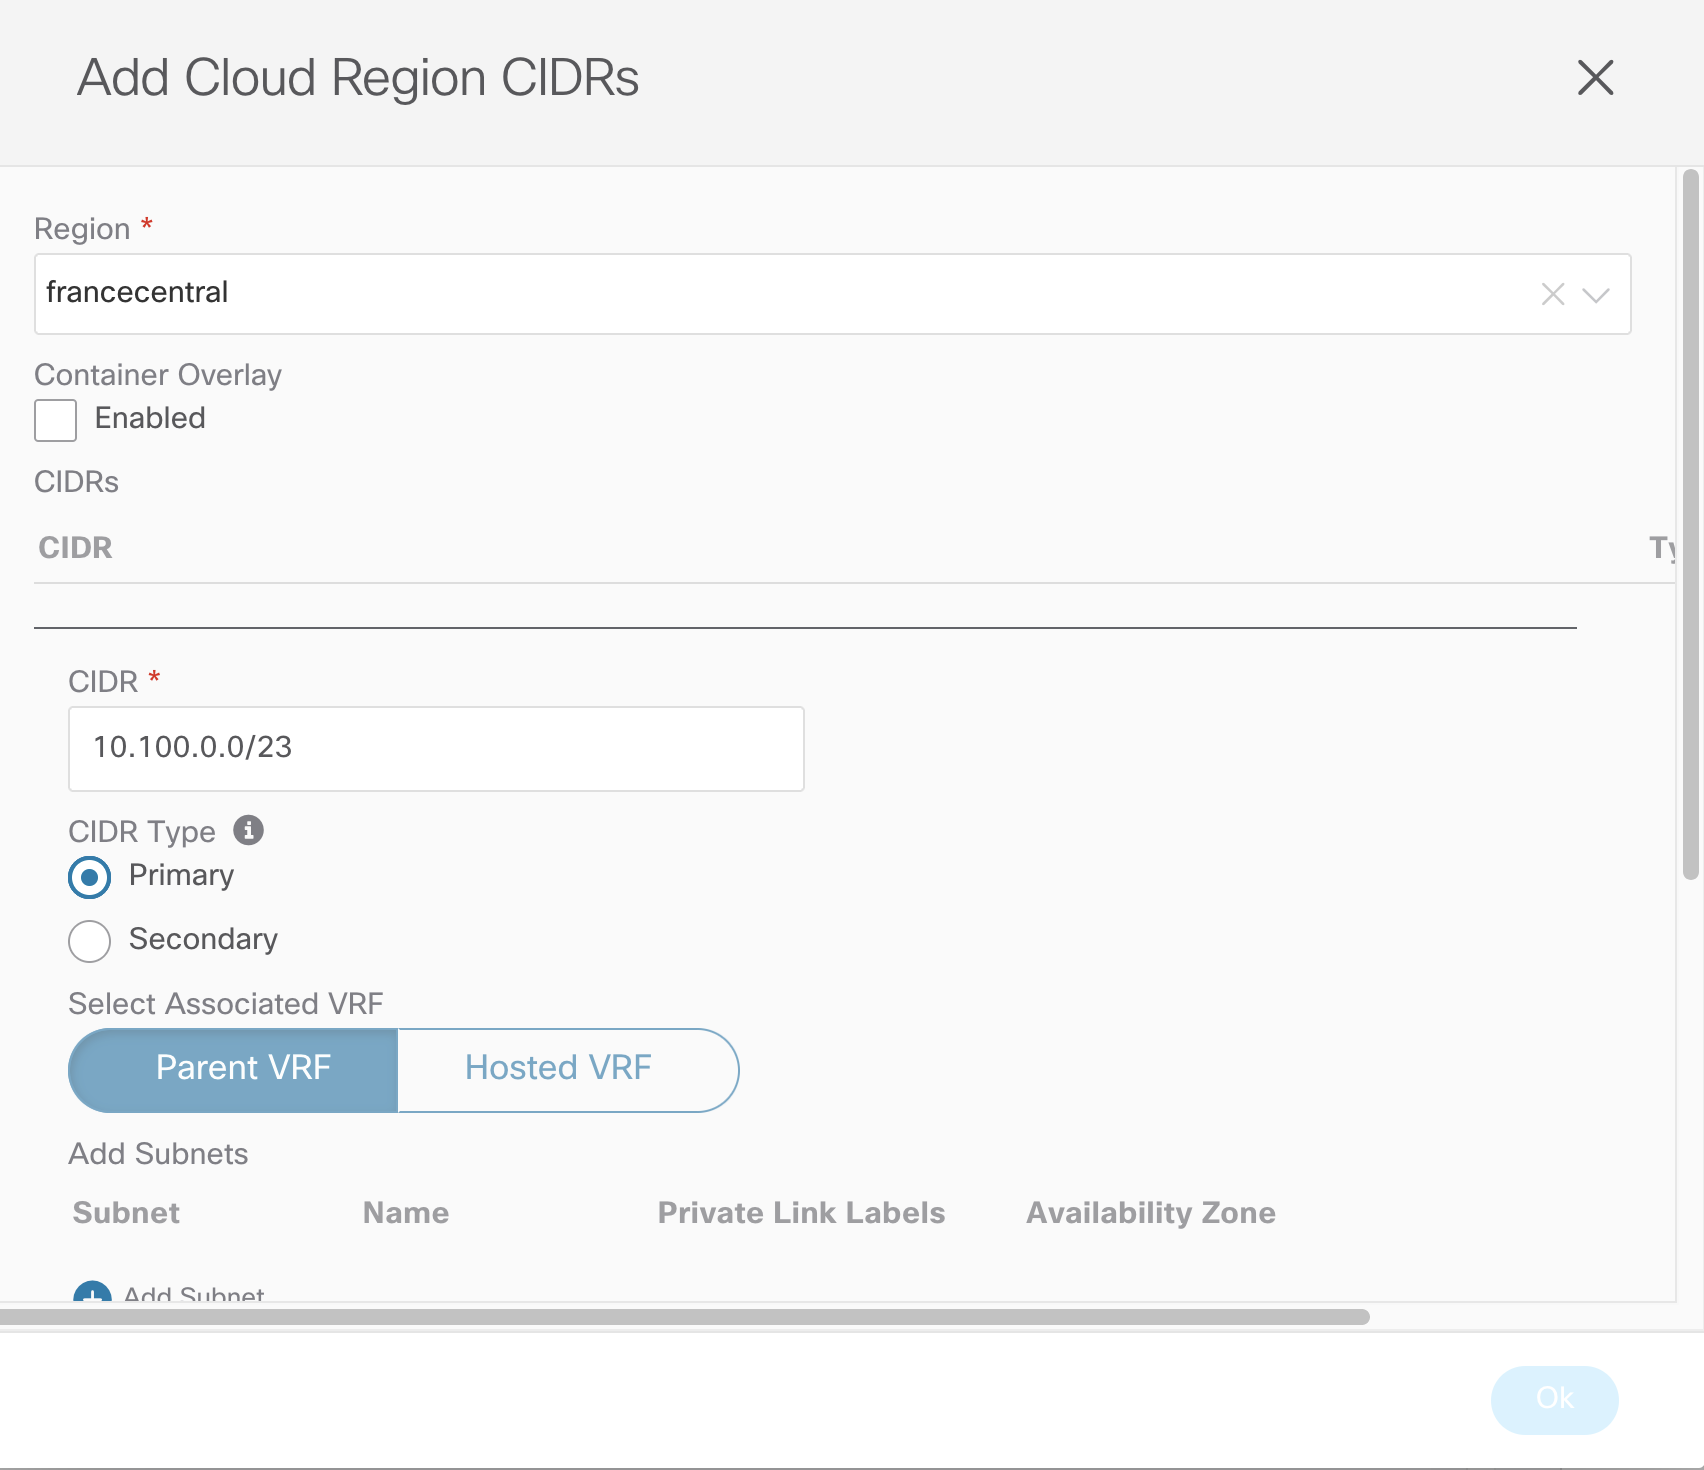 Add Cloud Region CIDRs
Region *
francecentral
Container Overlay
Enabled
CIDRs
CIDR Ty
CIDR *
10.100.0.0/23
CIDR Type
Primary
Secondary
Select Associated VRF
Parent VRF Hosted VRF
Add Subnets
Subnet Name Private Link Labels Availability Zone
Add Subnet
Ok